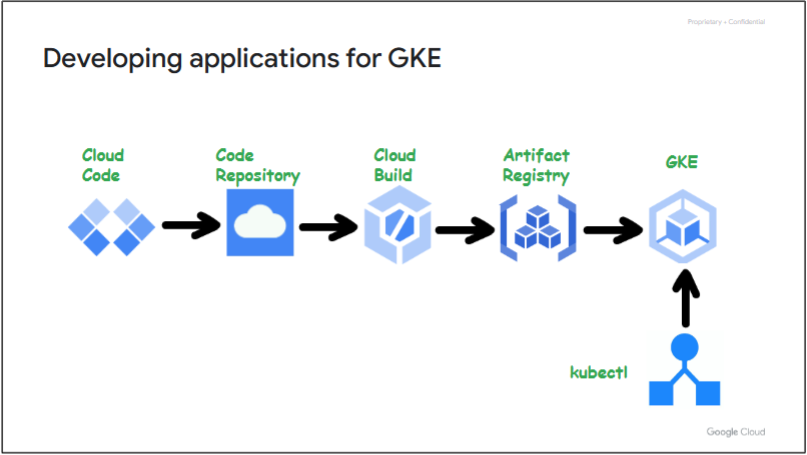 Proprietary + Confidential
Developing applications for GKE
Cloud
Code
Code
Repository
Cloud
Build
Artifact
Registry
GKE
kubectl
Google Cloud